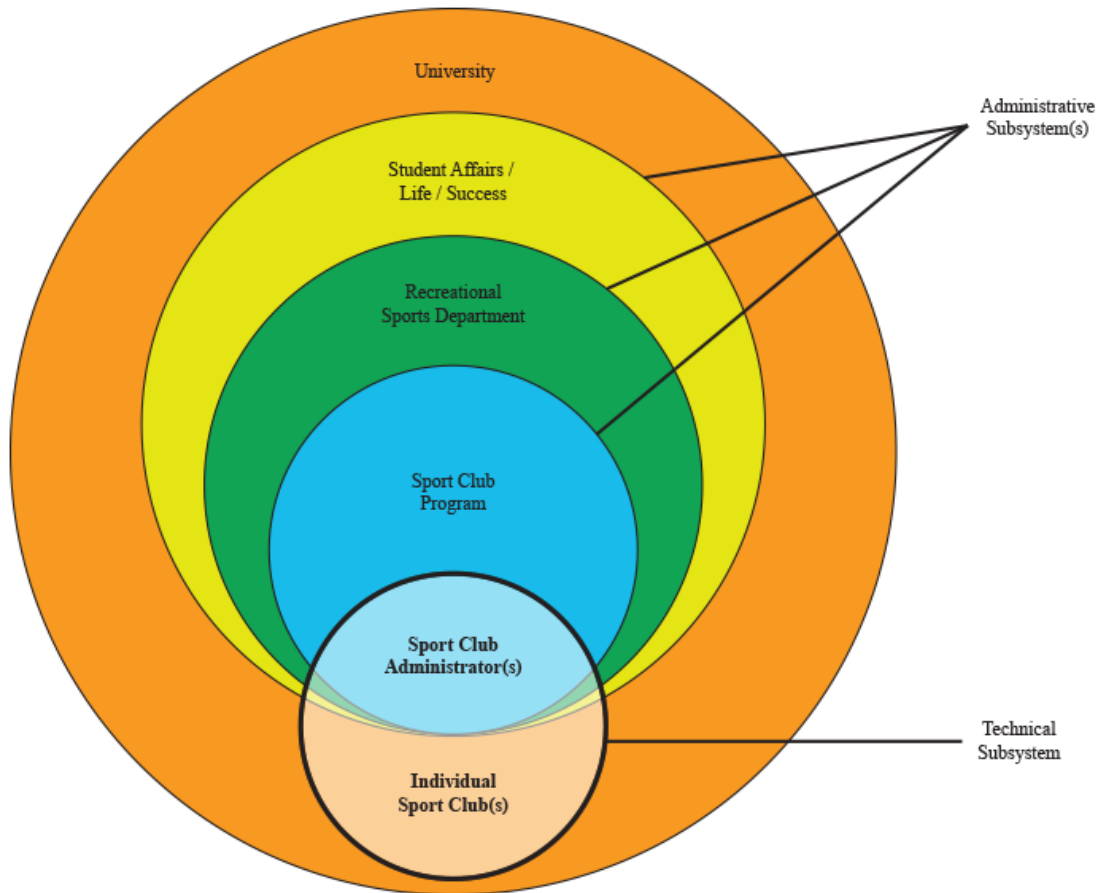 University
Administrative
Subsystem(s)
Student Affairs /
Life / Success
Recreational
Sports Department
Sport Club
Program
Sport Club
Administrator(s)
Technical
Subsystem
Individual
Sport Club(s)